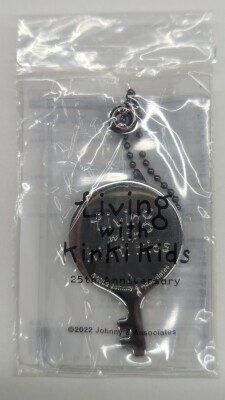 Living
with
KinKi Kids
25th Anniversary
©2022 Johnny & Associates